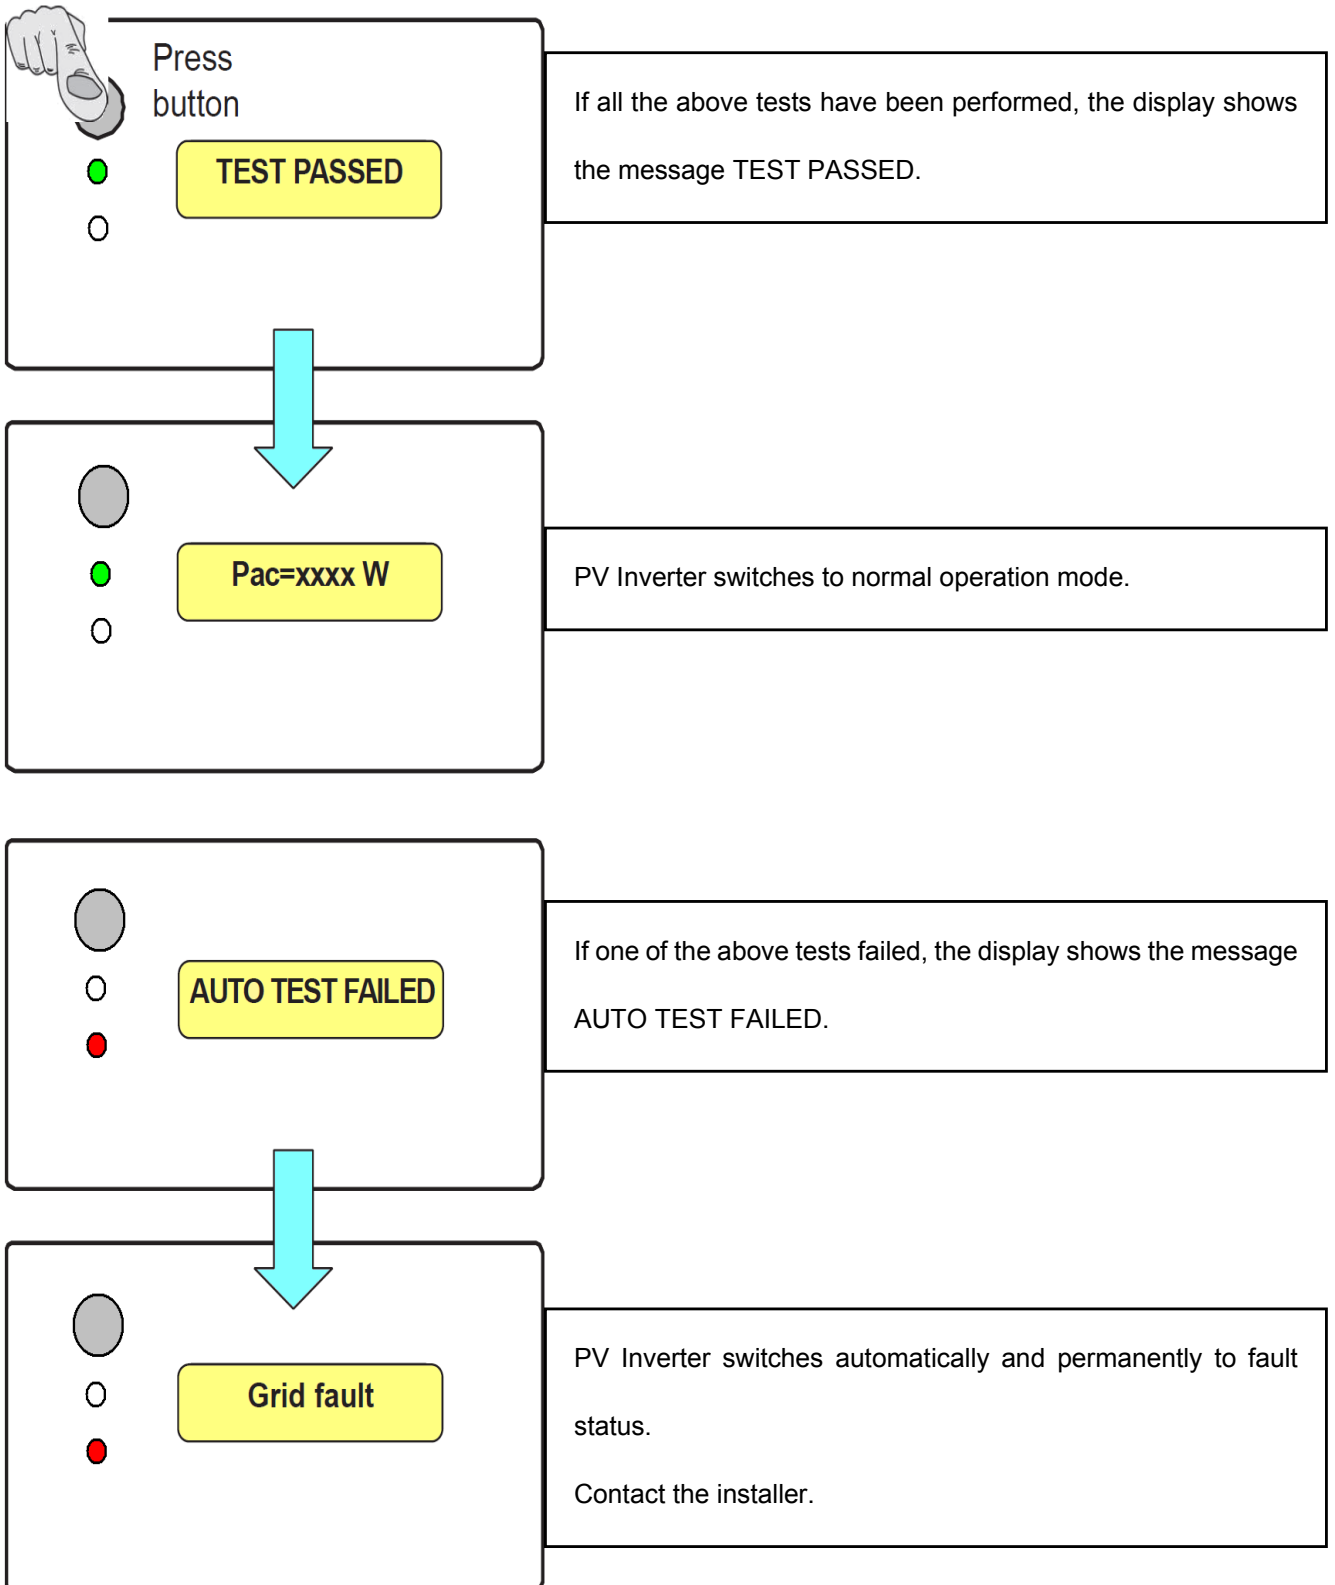 Press
button
TEST PASSED
If all the above tests have been performed, the display shows
the message TEST PASSED.
Pac=xxxx W
PV Inverter switches to normal operation mode.
AUTO TEST FAILED
If one of the above tests failed, the display shows the message
AUTO TEST FAILED.
Grid fault
PV Inverter switches automatically and permanently to fault
status.
Contact the installer.